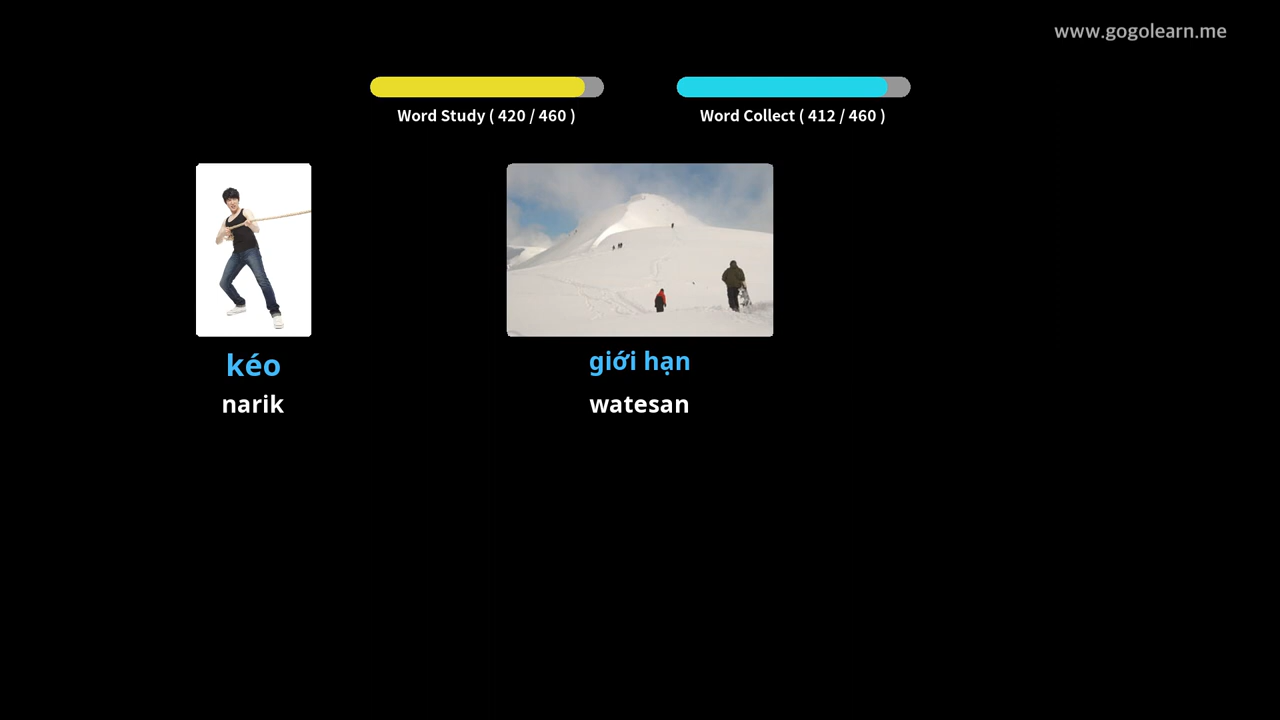 www.gogolearn.me
Word Study ( 420 / 460 )
Word Collect ( 412 / 460 )
kéo
giới hạn
narik
watesan